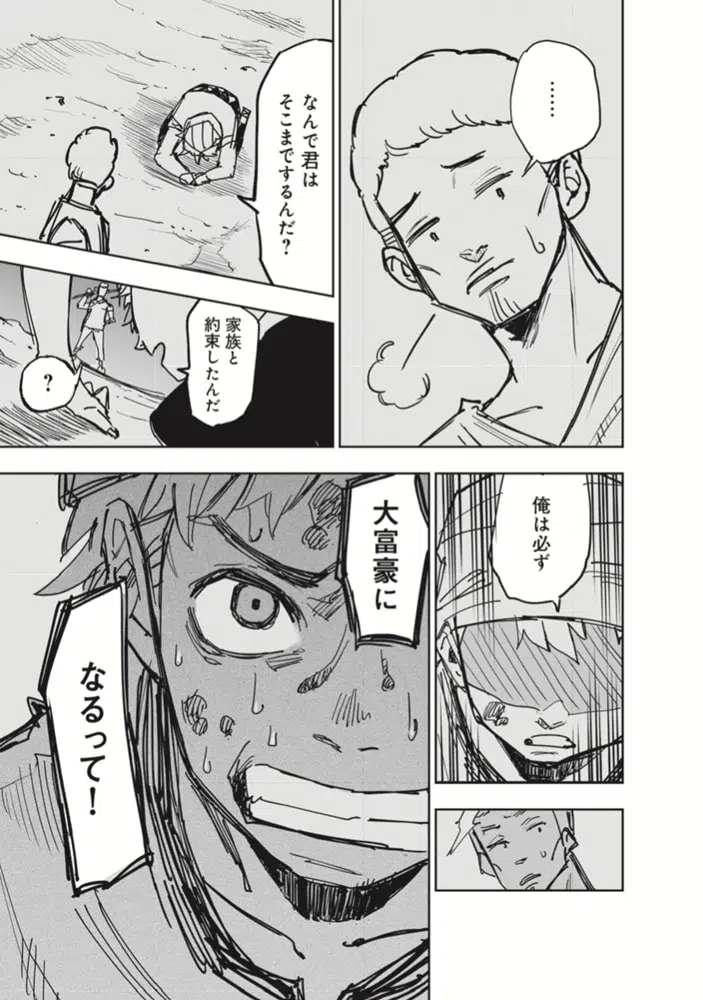 ……
なんで君は
そこまでするんだ？
家族と
約束したんだ
？
俺は必ず
大富豪に
なるって！